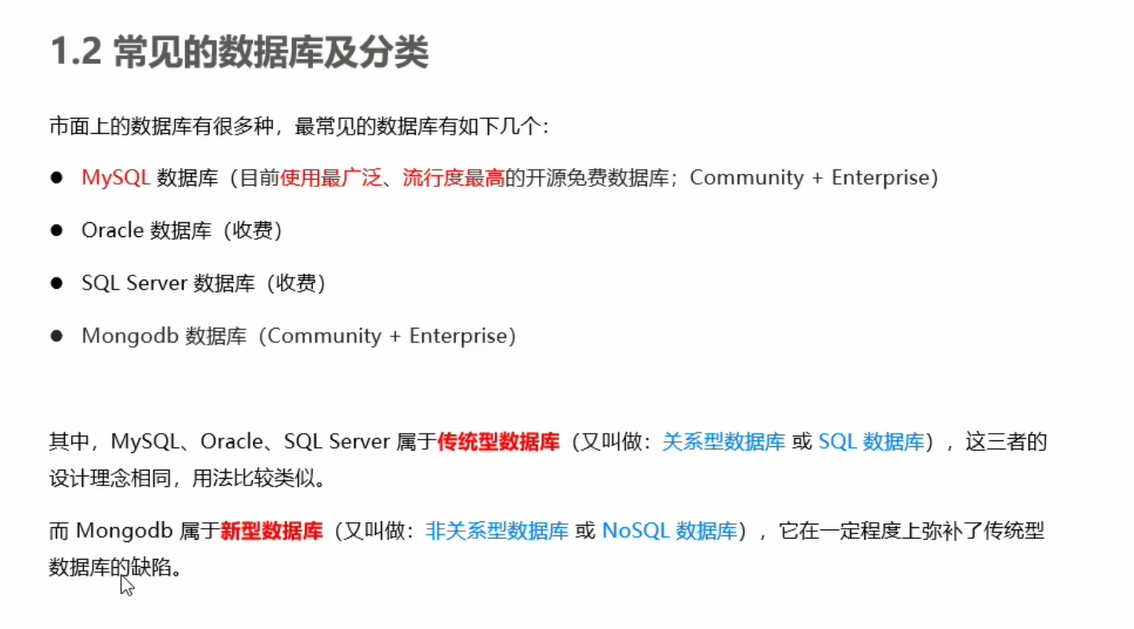 1.2 常见的数据库及分类
市面上的数据库有很多种，最常见的数据库有如下几个：
● MySQL 数据库（目前使用最广泛、流行度最高的开源免费数据库；Community + Enterprise）
● Oracle 数据库（收费）
● SQL Server 数据库（收费）
● Mongodb 数据库（Community + Enterprise）
其中，MySQL、Oracle、SQL Server 属于传统型数据库（又叫做：关系型数据库 或 SQL 数据库），这三者的
设计理念相同，用法比较类似。
而 Mongodb 属于新型数据库（又叫做：非关系型数据库 或 NoSQL 数据库），它在一定程度上弥补了传统型
数据库的缺陷。